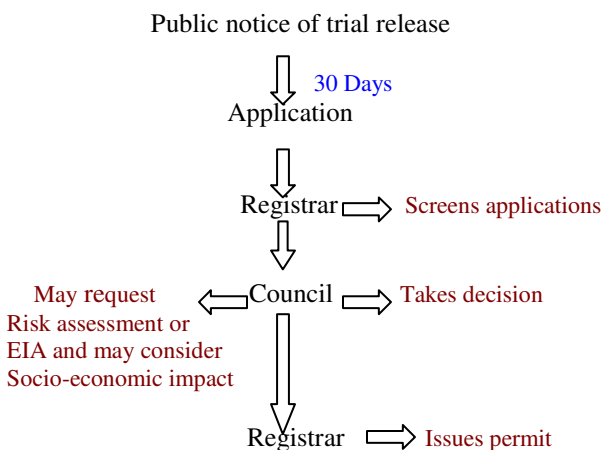 Public notice of trial release
30 Days
Application
Registrar
Screens applications
May request
Risk assessment or
EIA and may consider
Socio-economic impact
Council
Takes decision
Registrar
Issues permit